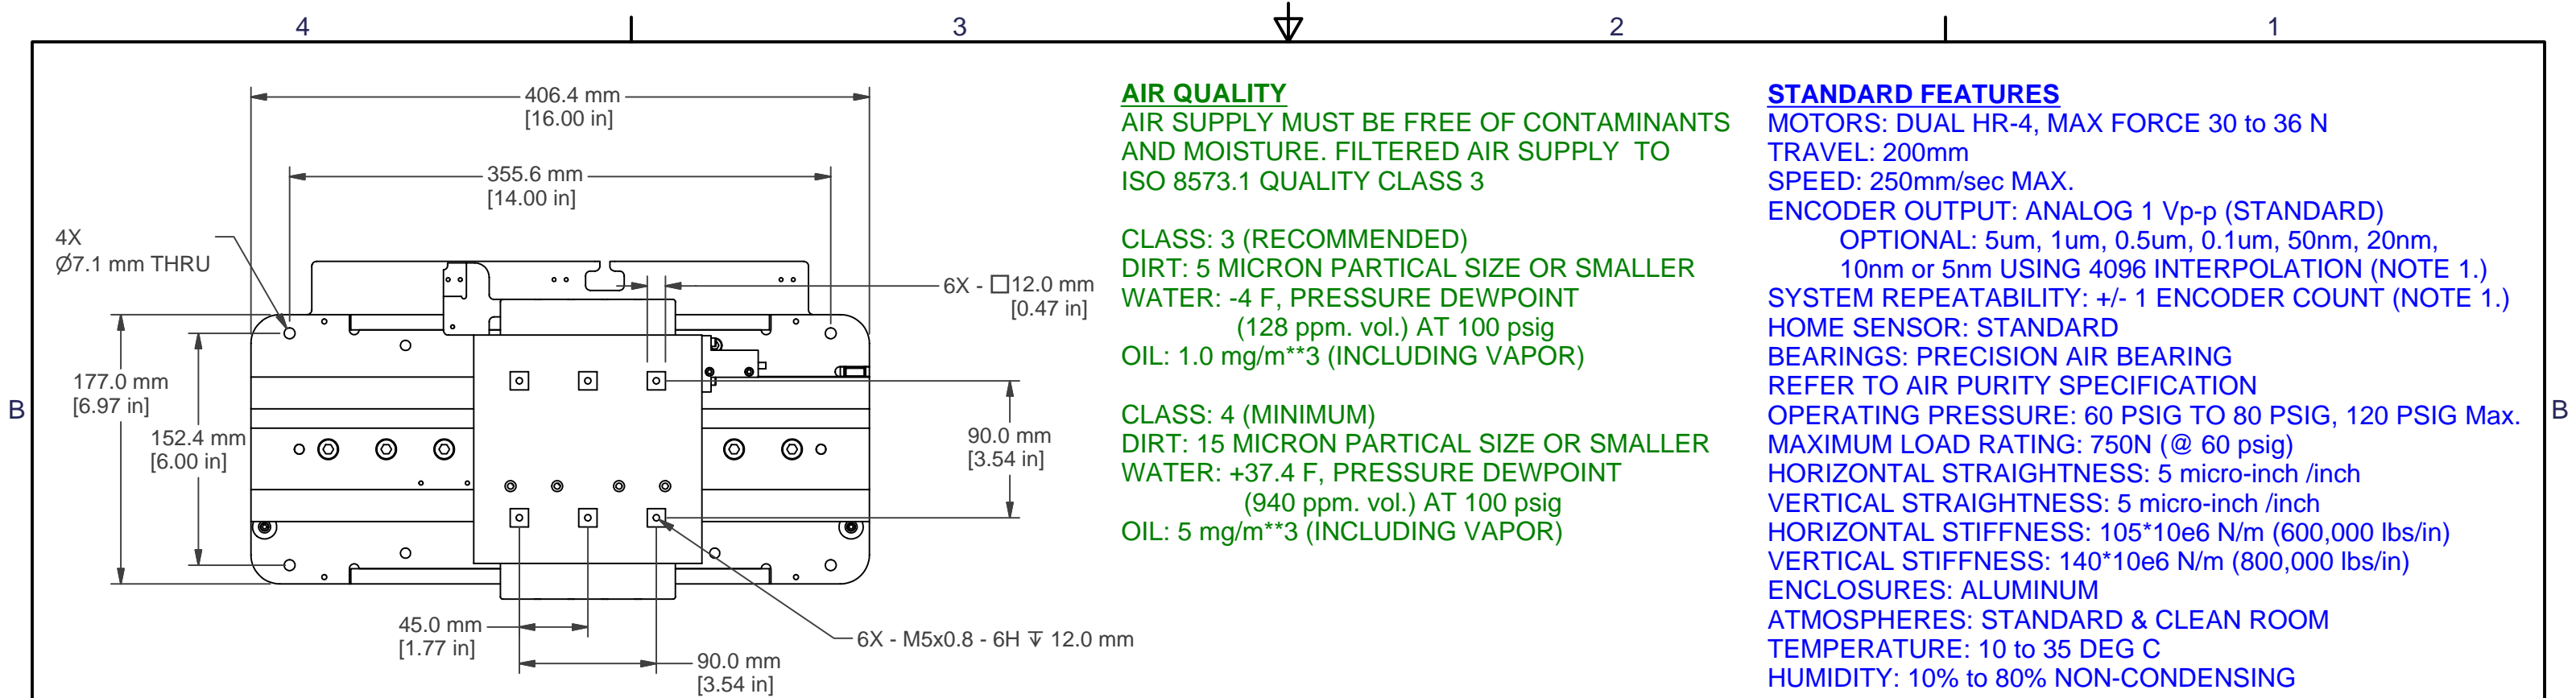 4
3
2
1
406.4 mm
[16.00 in]
355.6 mm
[14.00 in]
4X
Ø7.1 mm THRU
6X - □12.0 mm
[0.47 in]
177.0 mm
[6.97 in]
152.4 mm
[6.00 in]
90.0 mm
[3.54 in]
45.0 mm
[1.77 in]
90.0 mm
[3.54 in]
6X - M5x0.8 - 6H ↧ 12.0 mm
B
AIR QUALITY
AIR SUPPLY MUST BE FREE OF CONTAMINANTS
AND MOISTURE. FILTERED AIR SUPPLY TO
ISO 8573.1 QUALITY CLASS 3
CLASS: 3 (RECOMMENDED)
DIRT: 5 MICRON PARTICAL SIZE OR SMALLER
WATER: -4 F, PRESSURE DEWPOINT
(128 ppm. vol.) AT 100 psig
OIL: 1.0 mg/m**3 (INCLUDING VAPOR)
CLASS: 4 (MINIMUM)
DIRT: 15 MICRON PARTICAL SIZE OR SMALLER
WATER: +37.4 F, PRESSURE DEWPOINT
(940 ppm. vol.) AT 100 psig
OIL: 5 mg/m**3 (INCLUDING VAPOR)
STANDARD FEATURES
MOTORS: DUAL HR-4, MAX FORCE 30 to 36 N
TRAVEL: 200mm
SPEED: 250mm/sec MAX.
ENCODER OUTPUT: ANALOG 1 Vp-p (STANDARD)
OPTIONAL: 5um, 1um, 0.5um, 0.1um, 50nm, 20nm,
10nm or 5nm USING 4096 INTERPOLATION (NOTE 1.)
SYSTEM REPEATABILITY: +/- 1 ENCODER COUNT (NOTE 1.)
HOME SENSOR: STANDARD
BEARINGS: PRECISION AIR BEARING
REFER TO AIR PURITY SPECIFICATION
OPERATING PRESSURE: 60 PSIG TO 80 PSIG, 120 PSIG Max.
MAXIMUM LOAD RATING: 750N (@ 60 psig)
HORIZONTAL STRAIGHTNESS: 5 micro-inch /inch
VERTICAL STRAIGHTNESS: 5 micro-inch /inch
HORIZONTAL STIFFNESS: 105*10e6 N/m (600,000 lbs/in)
VERTICAL STIFFNESS: 140*10e6 N/m (800,000 lbs/in)
ENCLOSURES: ALUMINUM
ATMOSPHERES: STANDARD & CLEAN ROOM
TEMPERATURE: 10 to 35 DEG C
HUMIDITY: 10% to 80% NON-CONDENSING
B